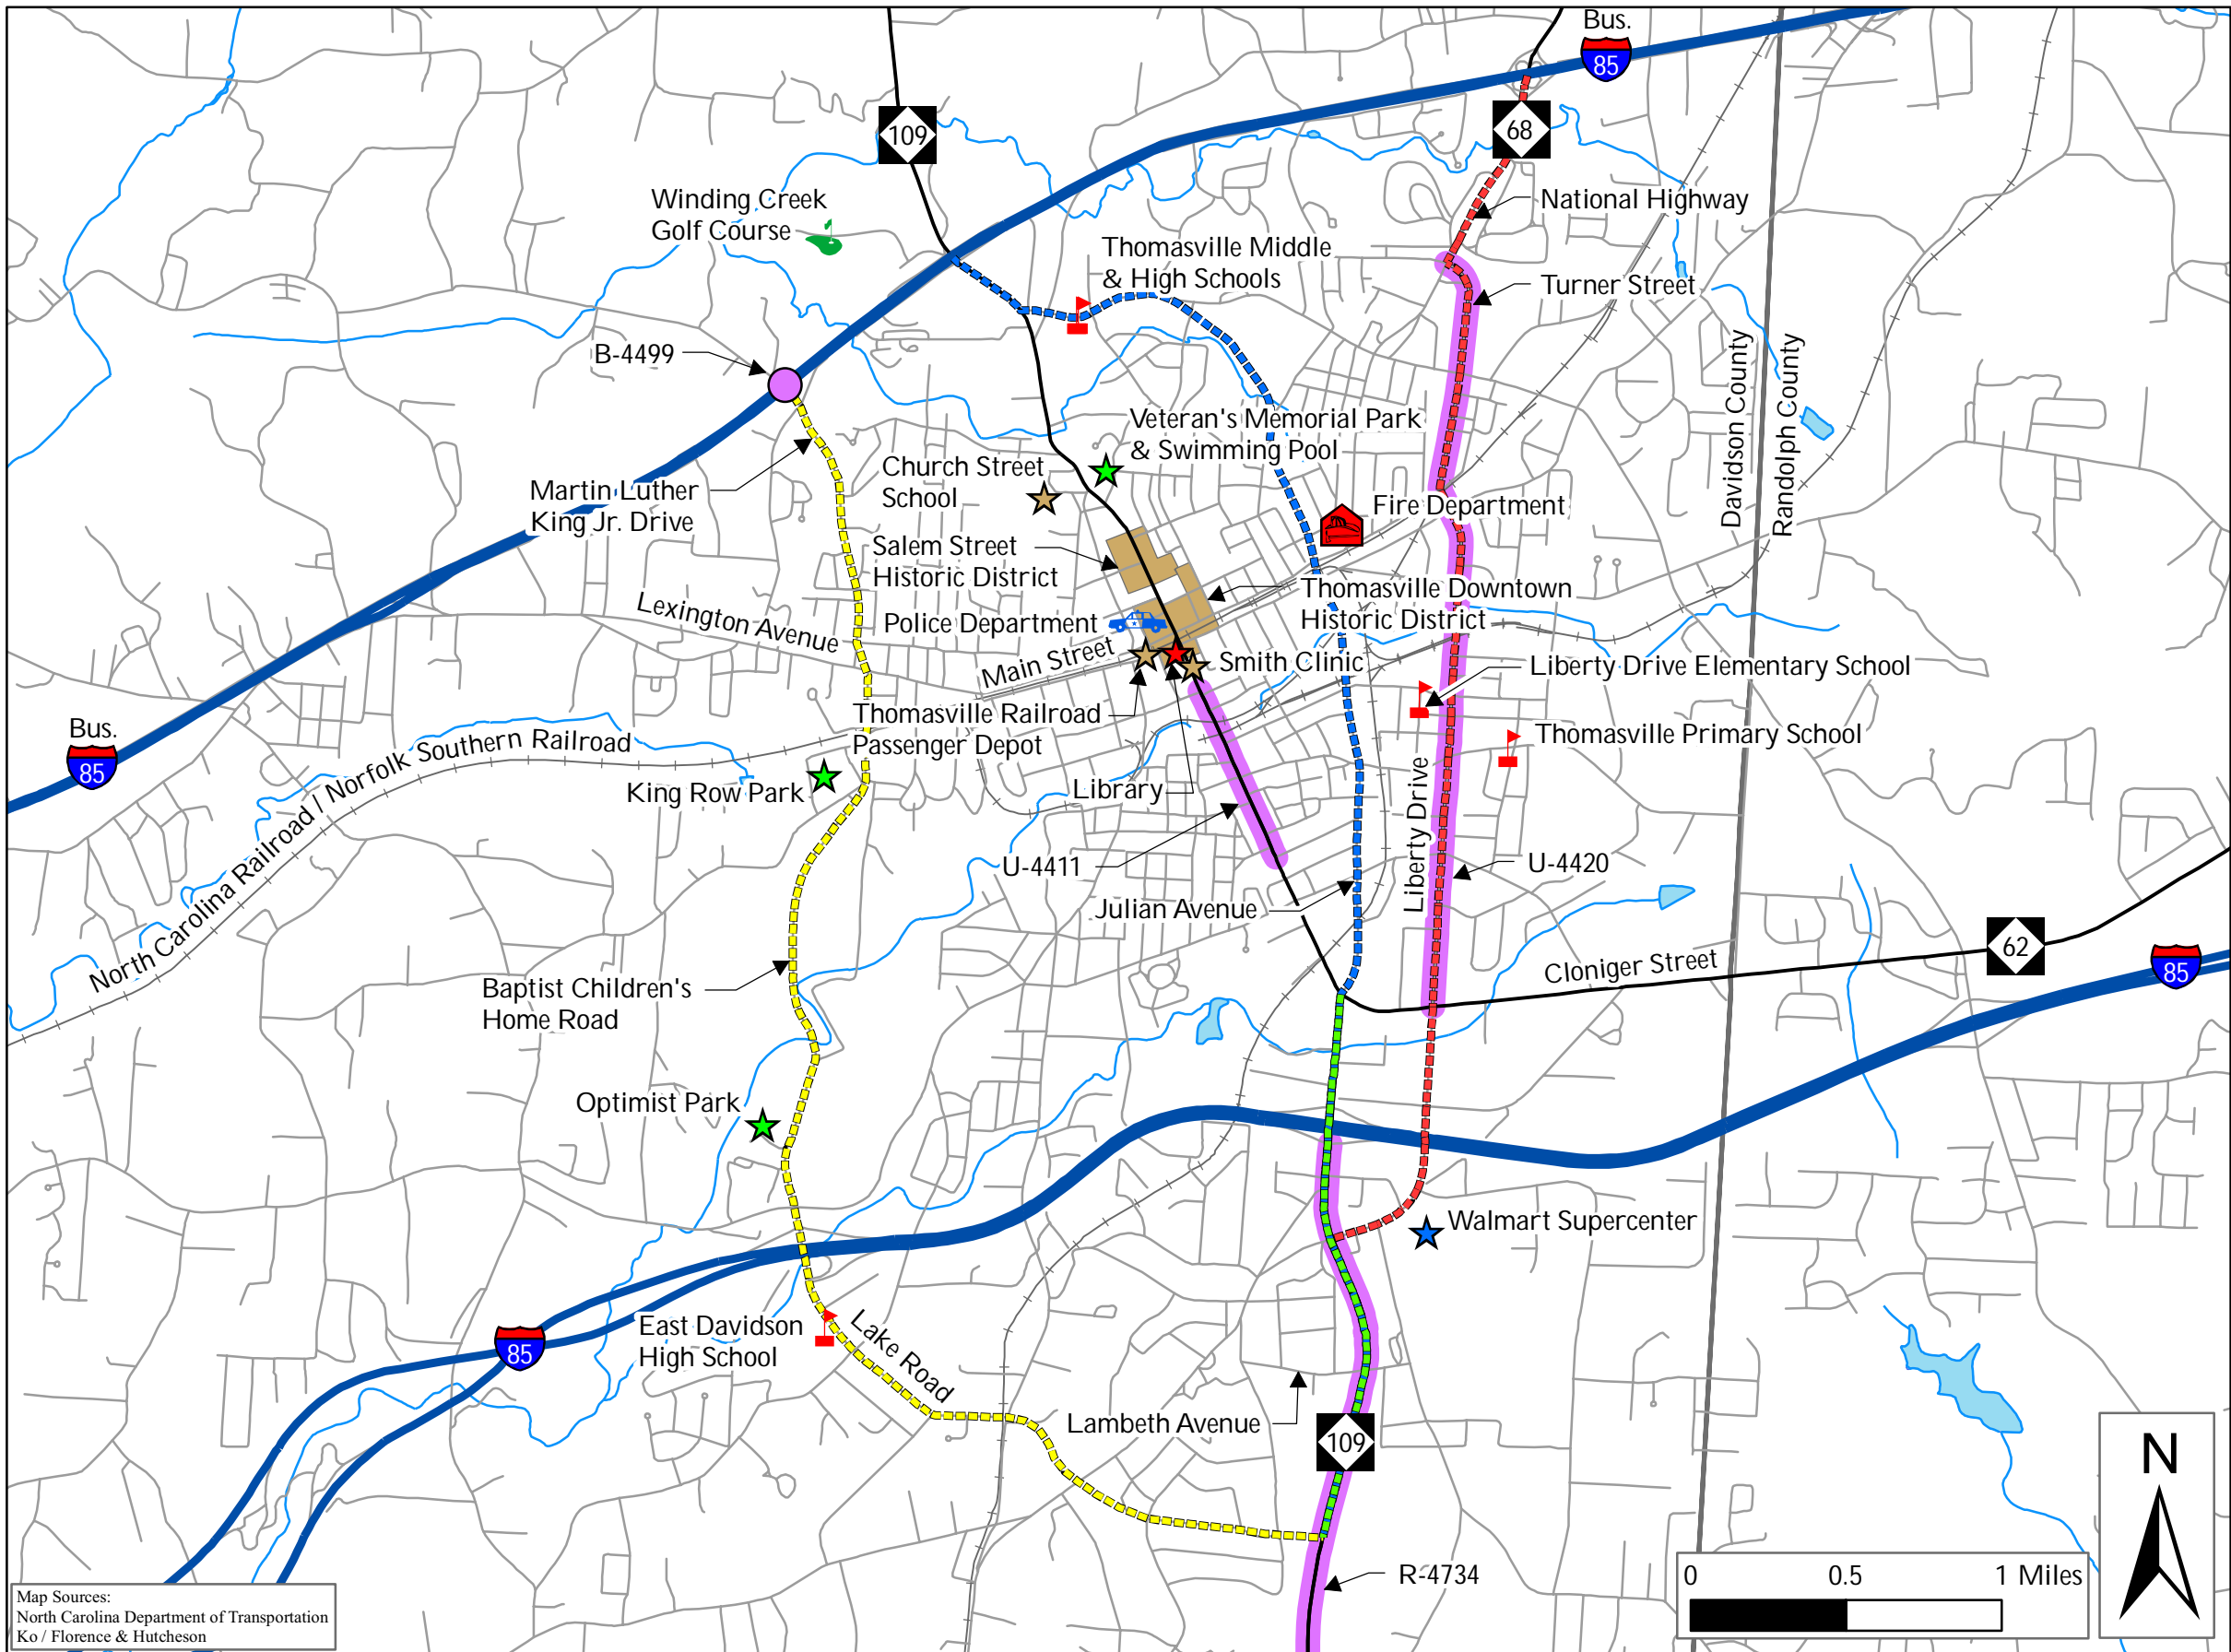 Bus.
85
109
68
Winding Creek
Golf Course
National Highway
Thomasville Middle
& High Schools
Turner Street
B-4499
Davidson County
Randolph County
Veteran's Memorial Park
& Swimming Pool
Church Street
School
Martin Luther
King Jr. Drive
Fire Department
Salem Street
Historic District
Thomasville Downtown
Historic District
Lexington Avenue
Police Department
Main Street
Smith Clinic
Liberty Drive Elementary School
Thomasville Railroad
Passenger Depot
Bus.
85
Thomasville Primary School
North Carolina Railroad / Norfolk Southern Railroad
King Row Park
Library
Liberty Drive
U-4411
U-4420
Julian Avenue
62
Cloniger Street
85
Baptist Children's
Home Road
Optimist Park
Walmart Supercenter
East Davidson
High School
85
Lake Road
Lambeth Avenue
109
N
R-4734
0 0.5 1 Miles
Map Sources:
North Carolina Department of Transportation
Ko / Florence & Hutcheson